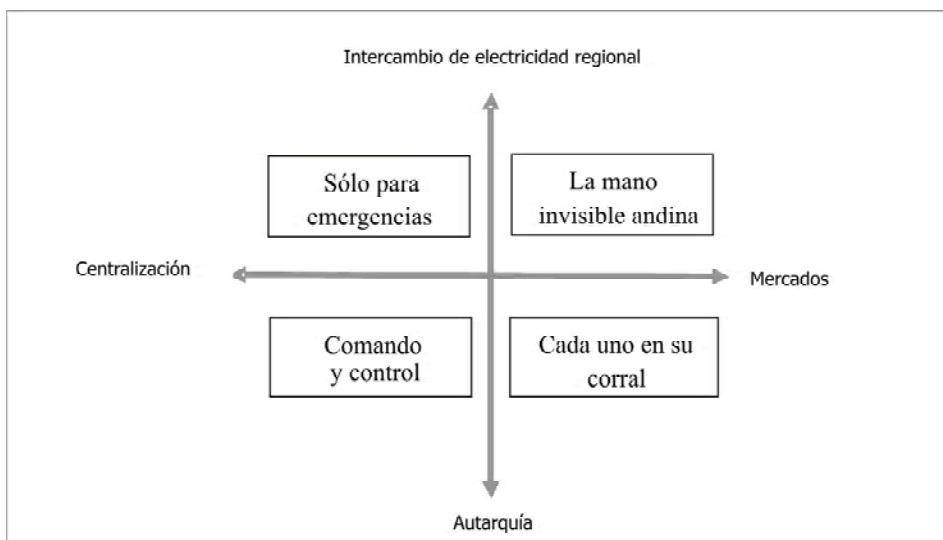 Intercambio de electricidad regional
Sólo para
emergencias
La mano
invisible andina
Centralización
Mercados
Comando
y control
Cada uno en su
corral
Autarquía